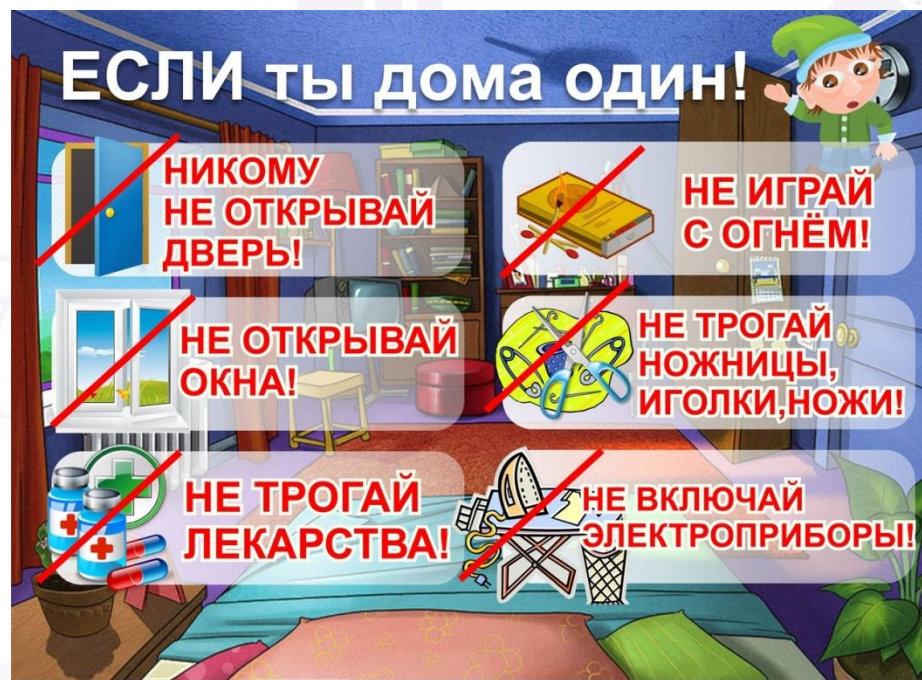 ЕСЛИ ты дома один!
НИКОМУ
НЕ ОТКРЫВАЙ
ДВЕРЬ!
НЕ ИГРАЙ
С ОГНЁМ!
НЕ ОТКРЫВАЙ
ОКНА!
НЕ ТРОГАЙ
НОЖНИЦЫ,
ИГОЛКИ,НОЖИ!
НЕ ТРОГАЙ
ЛЕКАРСТВА!
НЕ ВКЛЮЧАЙ
ЭЛЕКТРОПРИБОРЫ!